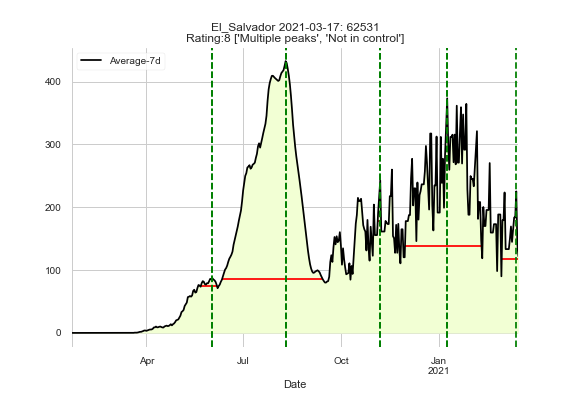 El_Salvador 2021-03-17: 62531
Rating:8 ['Multiple peaks', 'Not in control']
Average-7d
400
300
200
100
0
Apr
Jul
Oct
Jan
2021
Date